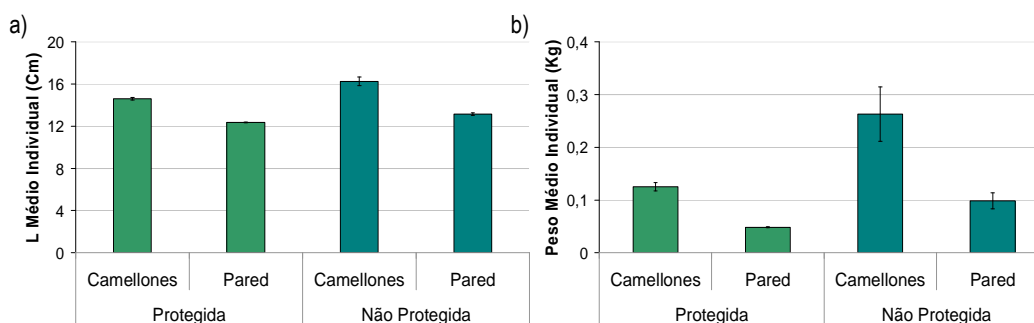 a)
L Médio Individual (Cm)
20
16
12
8
4
0
Camellones Pared Camellones Pared
Protegida Não Protegida
b)
Peso Médio Individual (Kg)
0,4
0,3
0,2
0,1
0
Camellones Pared Camellones Pared
Protegida Não Protegida